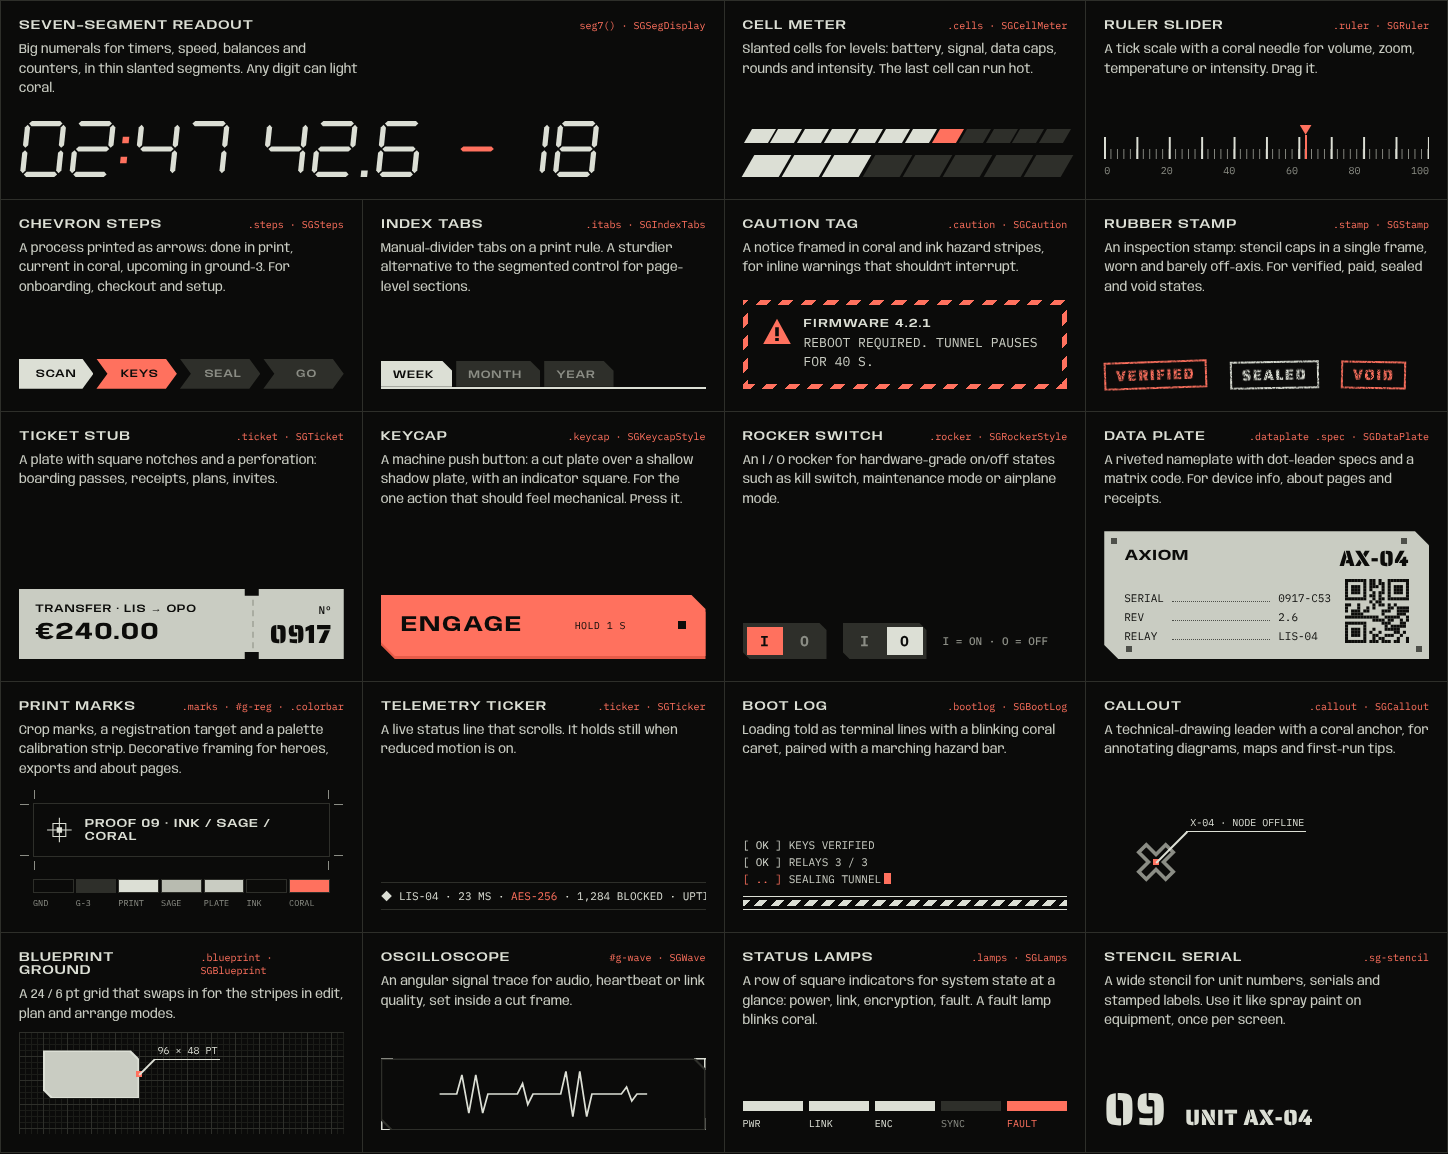 SEVEN-SEGMENT READOUT
seg7() · SGSegDisplay
Big numerals for timers, speed, balances and
counters, in thin slanted segments. Any digit can light
coral.
02:47 42.6 – 18
CELL METER
.cells · SGCellMeter
Slanted cells for levels: battery, signal, data caps,
rounds and intensity. The last cell can run hot.
RULER SLIDER
.ruler · SGRuler
A tick scale with a coral needle for volume, zoom,
temperature or intensity. Drag it.
0 20 40 60 80 100
CHEVRON STEPS
.steps · SGSteps
A process printed as arrows: done in print,
current in coral, upcoming in ground-3. For
onboarding, checkout and setup.
SCAN KEYS SEAL GO
INDEX TABS
.itabs · SGIndexTabs
Manual-divider tabs on a print rule. A sturdier
alternative to the segmented control for page-
level sections.
WEEK MONTH YEAR
CAUTION TAG
.caution · SGCaution
A notice framed in coral and ink hazard stripes,
for inline warnings that shouldn't interrupt.
FIRMWARE 4.2.1
REBOOT REQUIRED. TUNNEL PAUSES
FOR 40 S.
RUBBER STAMP
.stamp · SGStamp
An inspection stamp: stencil caps in a single frame,
worn and barely off-axis. For verified, paid, sealed
and void states.
VERIFIED SEALED VOID
TICKET STUB
.ticket · SGTicket
A plate with square notches and a perforation:
boarding passes, receipts, plans, invites.
TRANSFER · LIS → OPO
€240.00
Nº
0917
KEYCAP
.keycap · SGKeycapStyle
A machine push button: a cut plate over a shallow
shadow plate, with an indicator square. For the
one action that should feel mechanical. Press it.
ENGAGE HOLD 1 S
ROCKER SWITCH
.rocker · SGRockerStyle
An I / O rocker for hardware-grade on/off states
such as kill switch, maintenance mode or airplane
mode.
I O I O I = ON · O = OFF
DATA PLATE
.dataplate .spec · SGDataPlate
A riveted nameplate with dot-leader specs and a
matrix code. For device info, about pages and
receipts.
AXIOM AX-04
SERIAL 0917-C53
REV 2.6
RELAY LIS-04
PRINT MARKS
.marks · #g-reg · .colorbar
Crop marks, a registration target and a palette
calibration strip. Decorative framing for heroes,
exports and about pages.
PROOF 09 · INK / SAGE /
CORAL
GND G-3 PRINT SAGE PLATE INK CORAL
TELEMETRY TICKER
.ticker · SGTicker
A live status line that scrolls. It holds still when
reduced motion is on.
◆ LIS-04 · 23 MS · AES-256 · 1,284 BLOCKED · UPTI
BOOT LOG
.bootlog · SGBootLog
Loading told as terminal lines with a blinking coral
caret, paired with a marching hazard bar.
[ OK ] KEYS VERIFIED
[ OK ] RELAYS 3 / 3
[ .. ] SEALING TUNNEL
CALLOUT
.callout · SGCallout
A technical-drawing leader with a coral anchor, for
annotating diagrams, maps and first-run tips.
X-04 · NODE OFFLINE
BLUEPRINT
GROUND
.blueprint ·
SGBlueprint
A 24 / 6 pt grid that swaps in for the stripes in edit,
plan and arrange modes.
96 × 48 PT
OSCILLOSCOPE
#g-wave · SGWave
An angular signal trace for audio, heartbeat or link
quality, set inside a cut frame.
STATUS LAMPS
.lamps · SGLamps
A row of square indicators for system state at a
glance: power, link, encryption, fault. A fault lamp
blinks coral.
PWR LINK ENC SYNC FAULT
STENCIL SERIAL
.sg-stencil
A wide stencil for unit numbers, serials and
stamped labels. Use it like spray paint on
equipment, once per screen.
09 UNIT AX-04